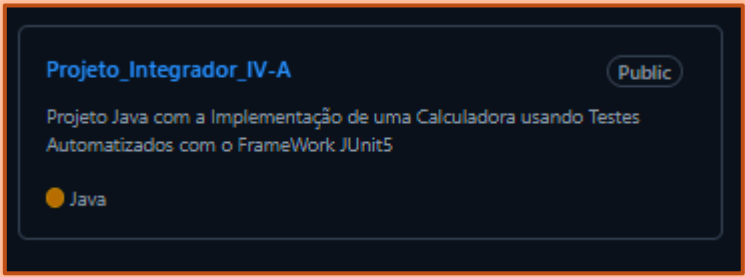 Projeto_Integrador_IV-A
Public
Projeto Java com a Implementação de uma Calculadora usando Testes
Automatizados com o FrameWork JUnit5
Java